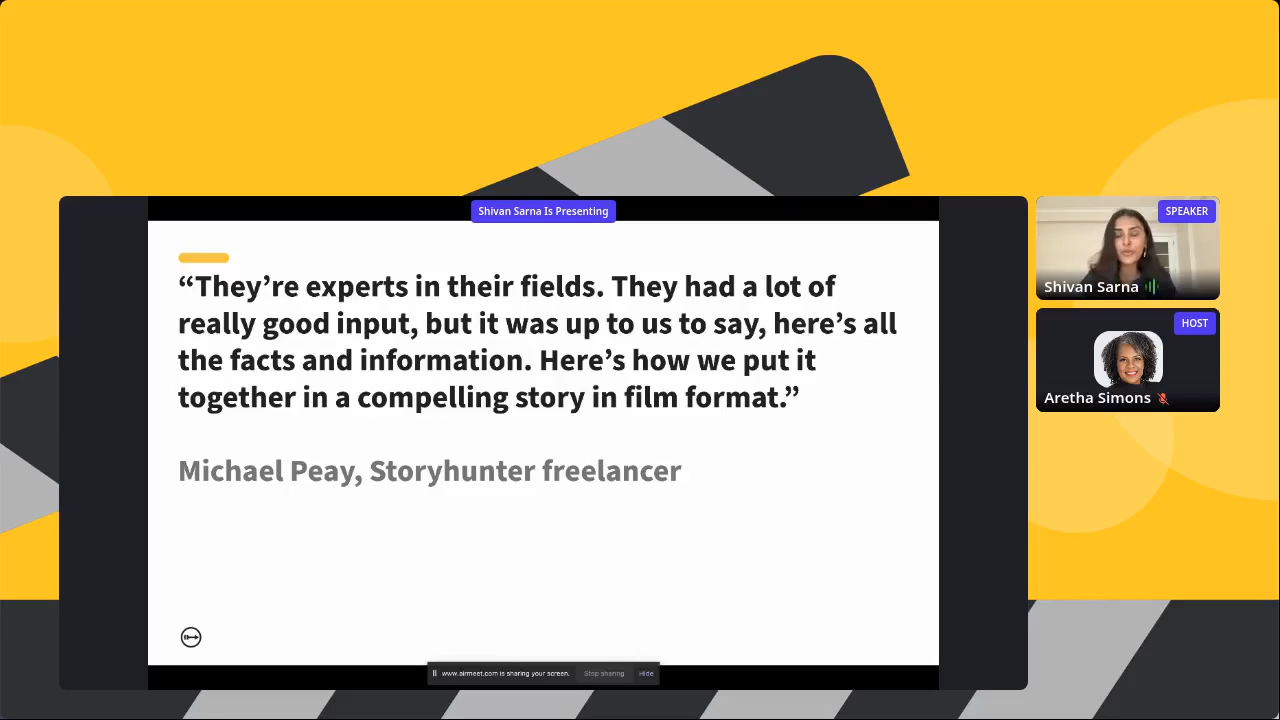 Shivan Sarna Is Presenting
“They’re experts in their fields. They had a lot of
really good input, but it was up to us to say, here’s all
the facts and information. Here’s how we put it
together in a compelling story in film format.”
Michael Peay, Storyhunter freelancer
www.airmeet.com is sharing your screen. Stop sharing Hide
SPEAKER
Shivan Sarna
HOST
Aretha Simons